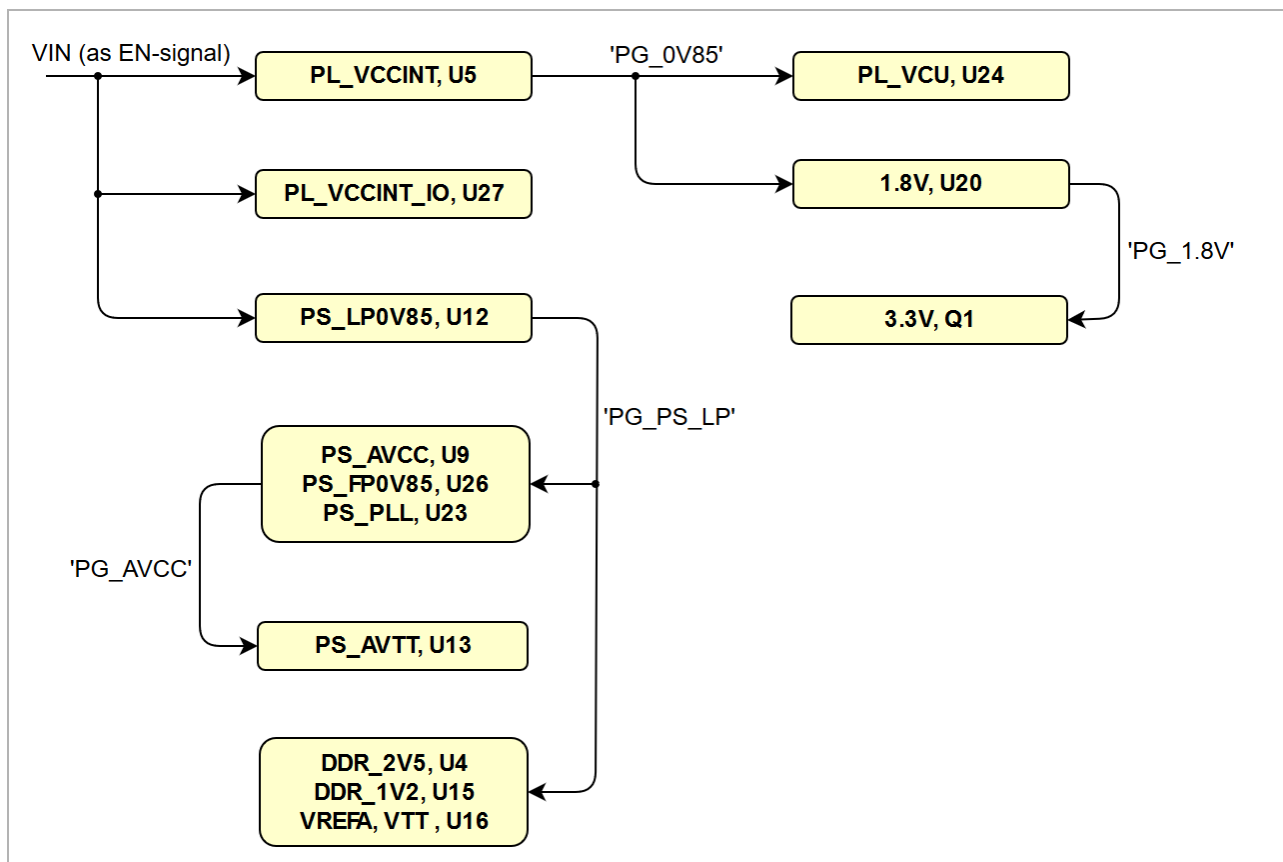 VIN (as EN-signal)
PL_VCCINT, U5
'PG_0V85'
PL_VCU, U24
PL_VCCINT_IO, U27
1.8V, U20
'PG_1.8V'
PS_LP0V85, U12
3.3V, Q1
'PG_PS_LP'
PS_AVCC, U9
PS_FP0V85, U26
PS_PLL, U23
'PG_AVCC'
PS_AVTT, U13
DDR_2V5, U4
DDR_1V2, U15
VREFA, VTT , U16